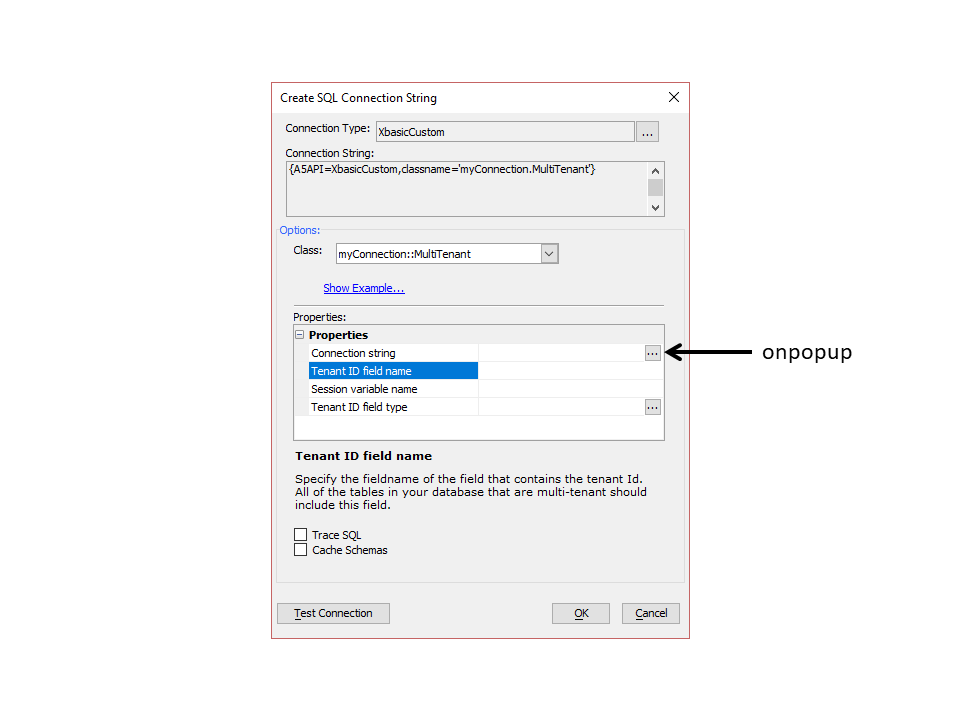 Create SQL Connection String
Connection Type: XbasicCustom ...
Connection String:
{A5API=XbasicCustom,classname='myConnection.MultiTenant'}
Options:
Class: myConnection::MultiTenant
Show Example...
Properties:
Properties
Connection string ... onpopup
Tenant ID field name
Session variable name
Tenant ID field type ...
Tenant ID field name
Specify the fieldname of the field that contains the tenant Id.
All of the tables in your database that are multi-tenant should
include this field.
Trace SQL
Cache Schemas
Test Connection OK Cancel